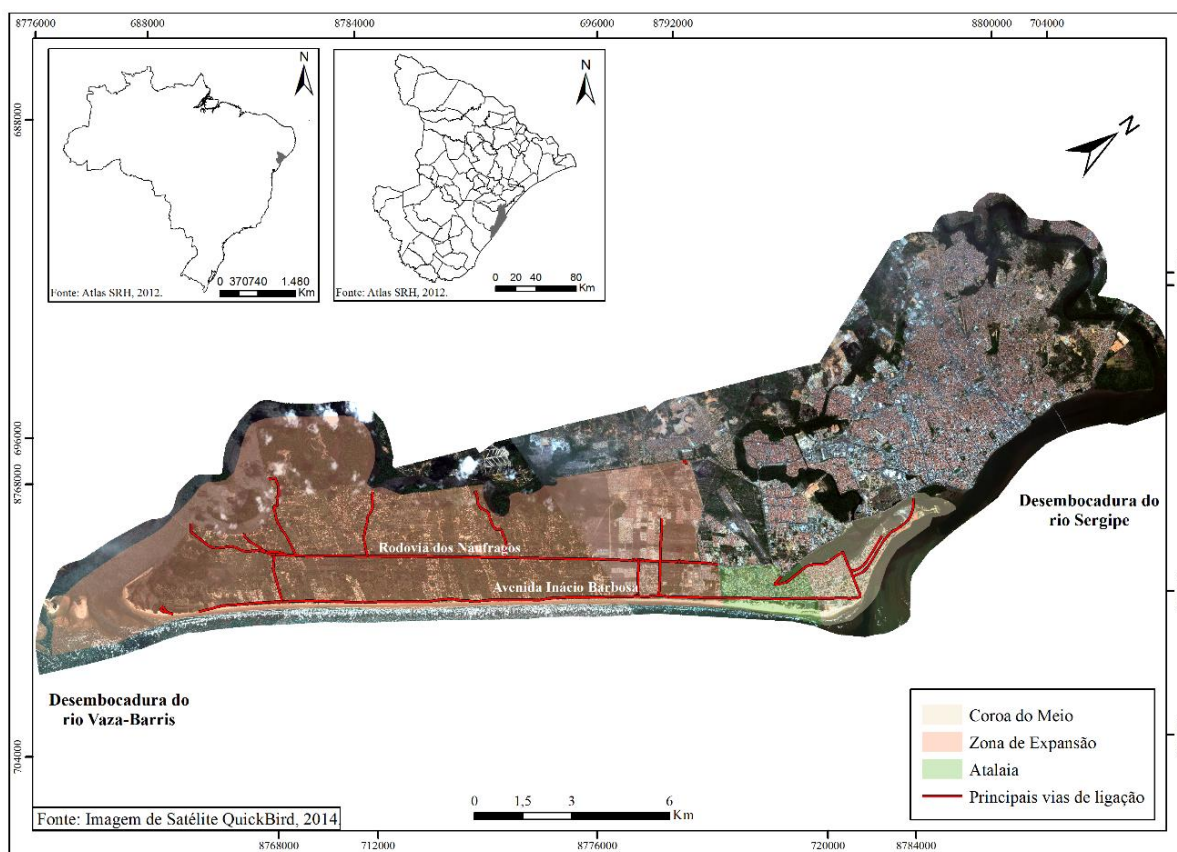 8776000
688000
8784000
696000
8792000
8800000
704000
N
0 370740 1.480
Km
Fonte: Atlas SRH, 2012.
N
0 20 40 80
Km
Fonte: Atlas SRH, 2012.
N
688000
696000
8768000
704000
Rodovia dos Náufragos
Avenida Inácio Barbosa
Desembocadura do
rio Sergipe
Desembocadura do
rio Vaza-Barris
Coroa do Meio
Zona de Expansão
Atalaia
Principais vias de ligação
0 1,5 3 6
Km
Fonte: Imagem de Satélite QuickBird, 2014.
8768000
712000
8776000
720000
8784000